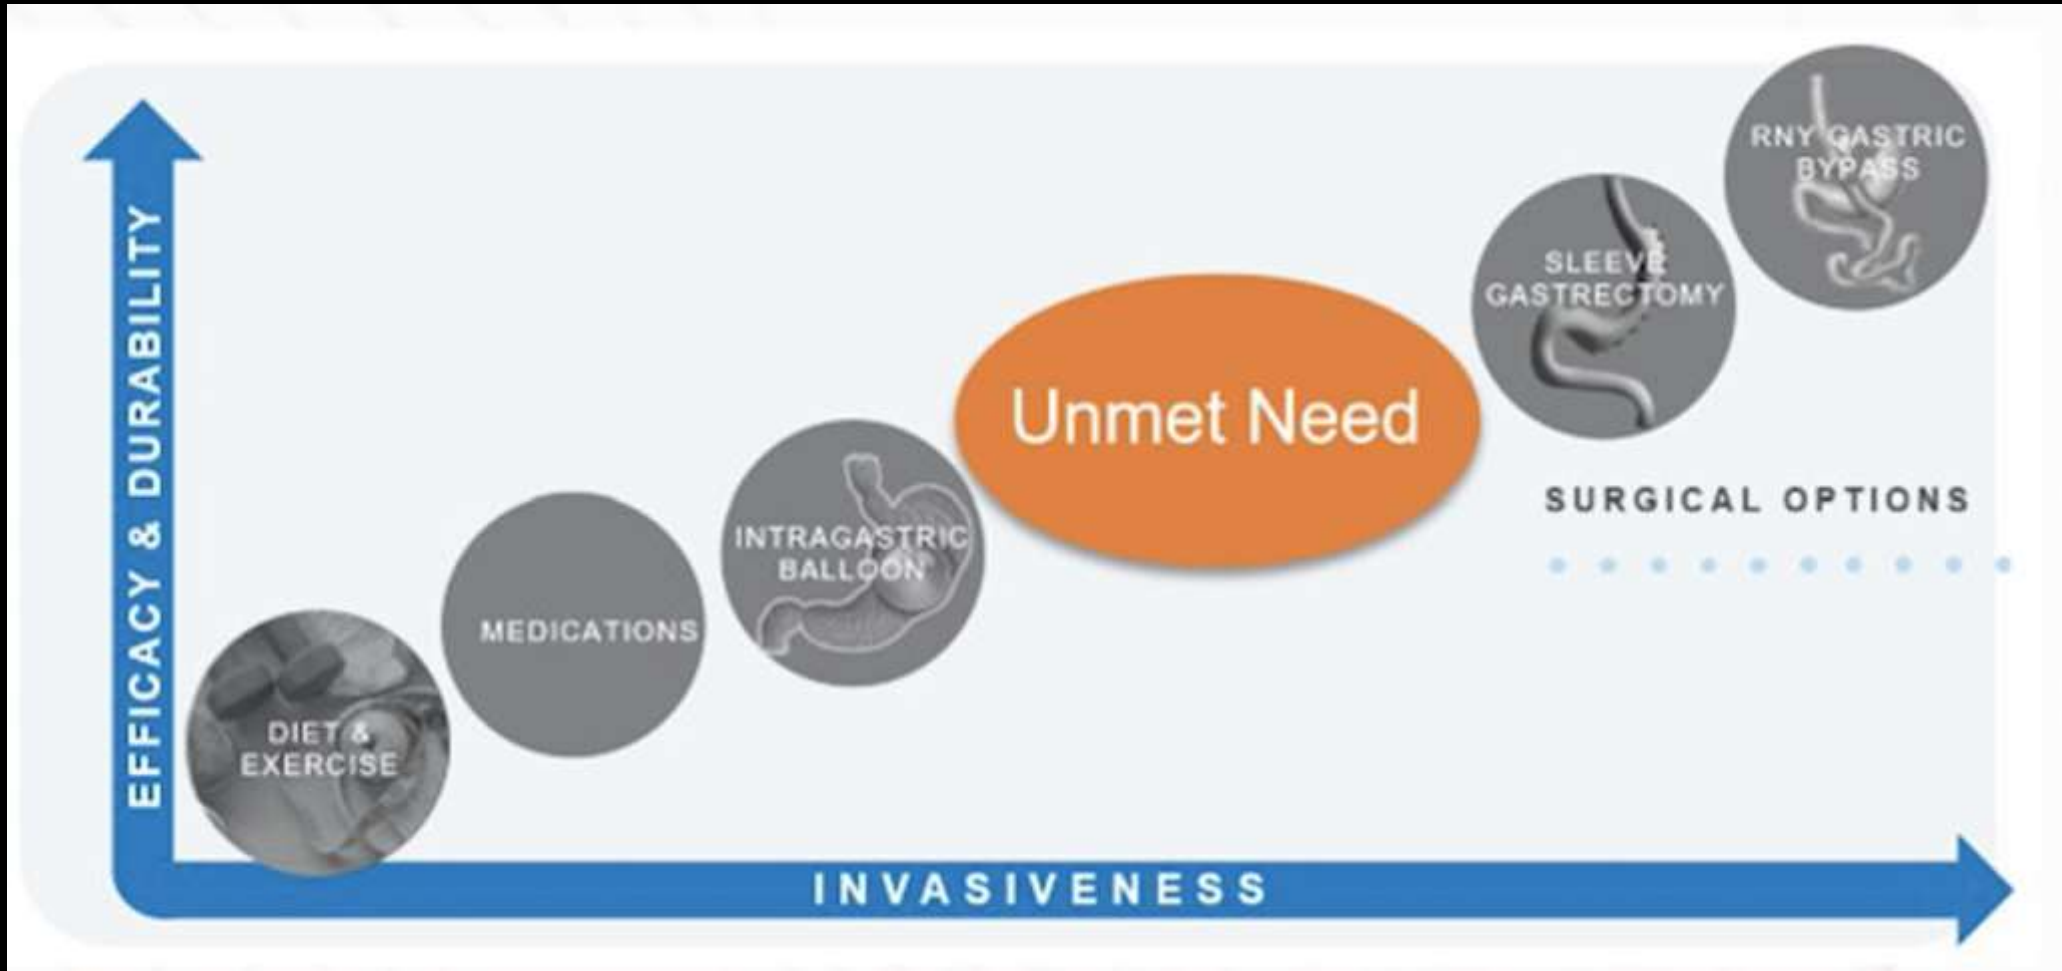 EFFICACY & DURABILITY
RNY GASTRIC
BYPASS
SLEEVE
GASTRECTOMY
Unmet Need
SURGICAL OPTIONS
INTRAGASTRIC
BALLOON
MEDICATIONS
DIET &
EXERCISE
INVASIVENESS